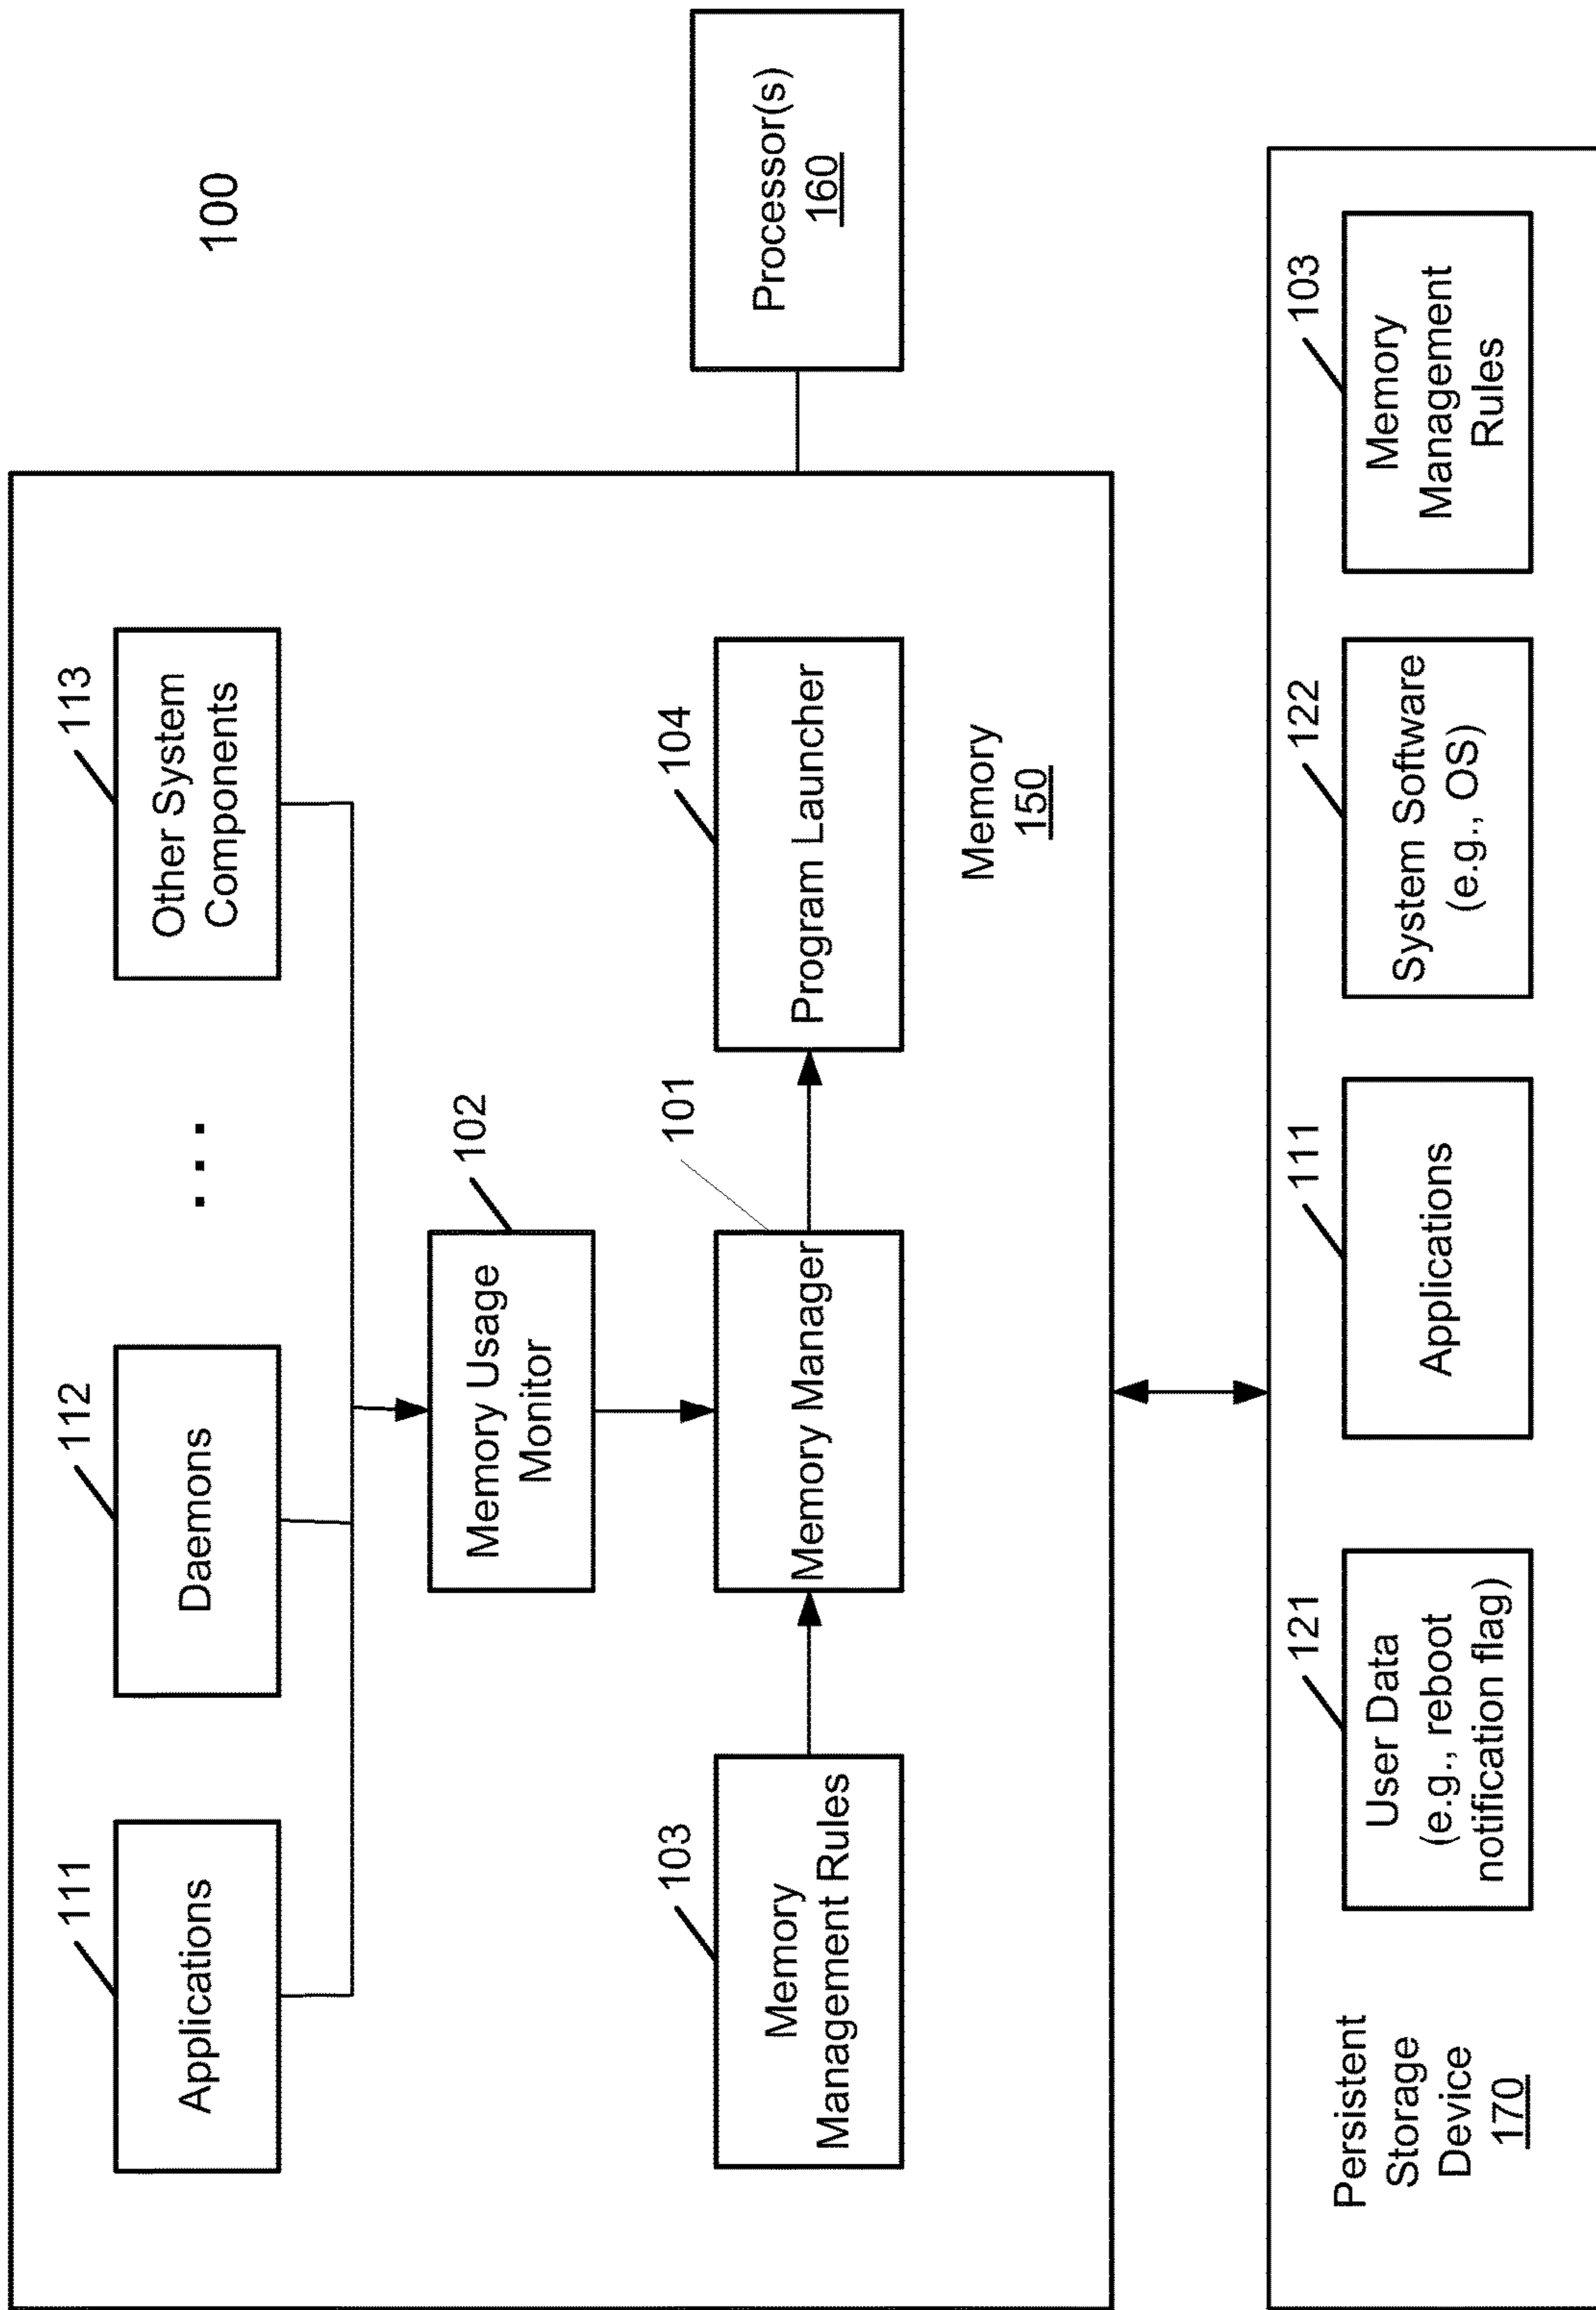 100
111
112
113
Applications
Daemons
. . .
Other System
Components
102
Memory Usage
Monitor
103
101
104
Memory
Management Rules
Memory Manager
Program Launcher
Processor(s)
160
Memory
150
Persistent
Storage
Device
170
121
111
122
103
User Data
(e.g., reboot
notification flag)
Applications
System Software
(e.g., OS)
Memory
Management
Rules